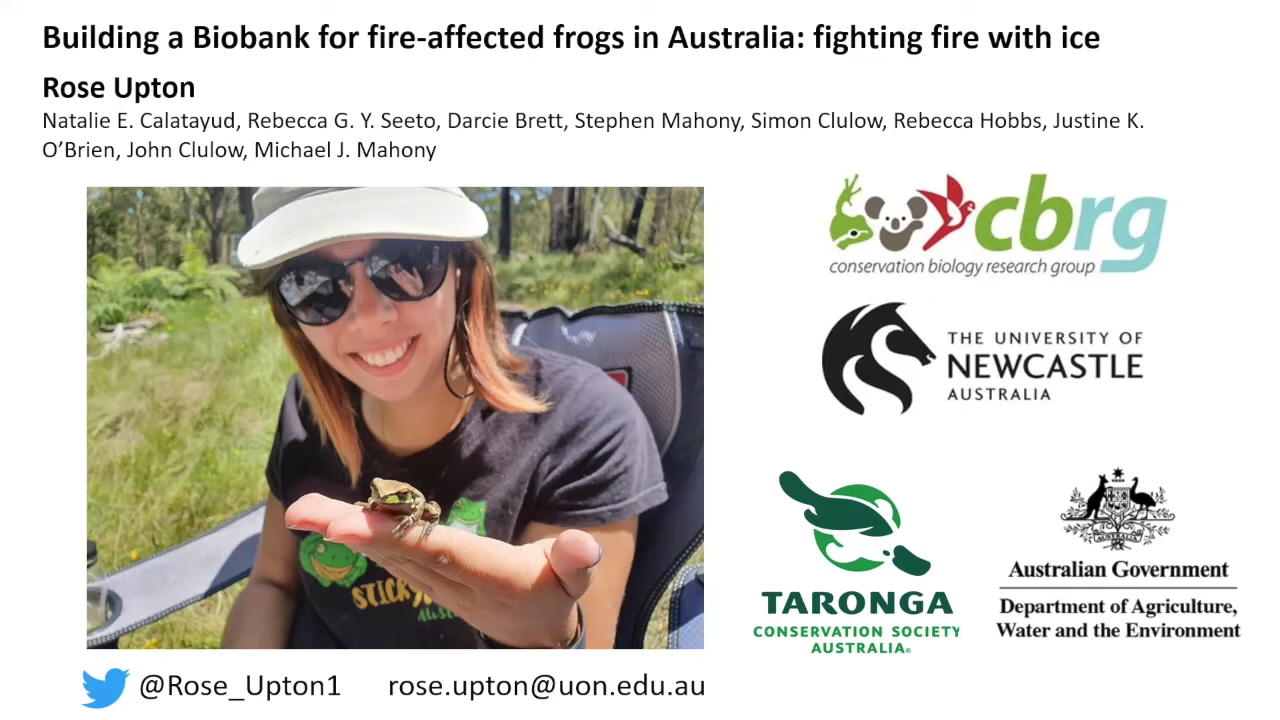 Building a Biobank for fire-affected frogs in Australia: fighting fire with ice
Rose Upton
Natalie E. Calatayud, Rebecca G. Y. Seeto, Darcie Brett, Stephen Mahony, Simon Clulow, Rebecca Hobbs, Justine K.
O’Brien, John Clulow, Michael J. Mahony
cbrg
conservation biology research group
THE UNIVERSITY OF
NEWCASTLE
AUSTRALIA
TARONGA
CONSERVATION SOCIETY
AUSTRALIA®
AUSTRALIA
Australian Government
Department of Agriculture,
Water and the Environment
@Rose_Upton1 rose.upton@uon.edu.au